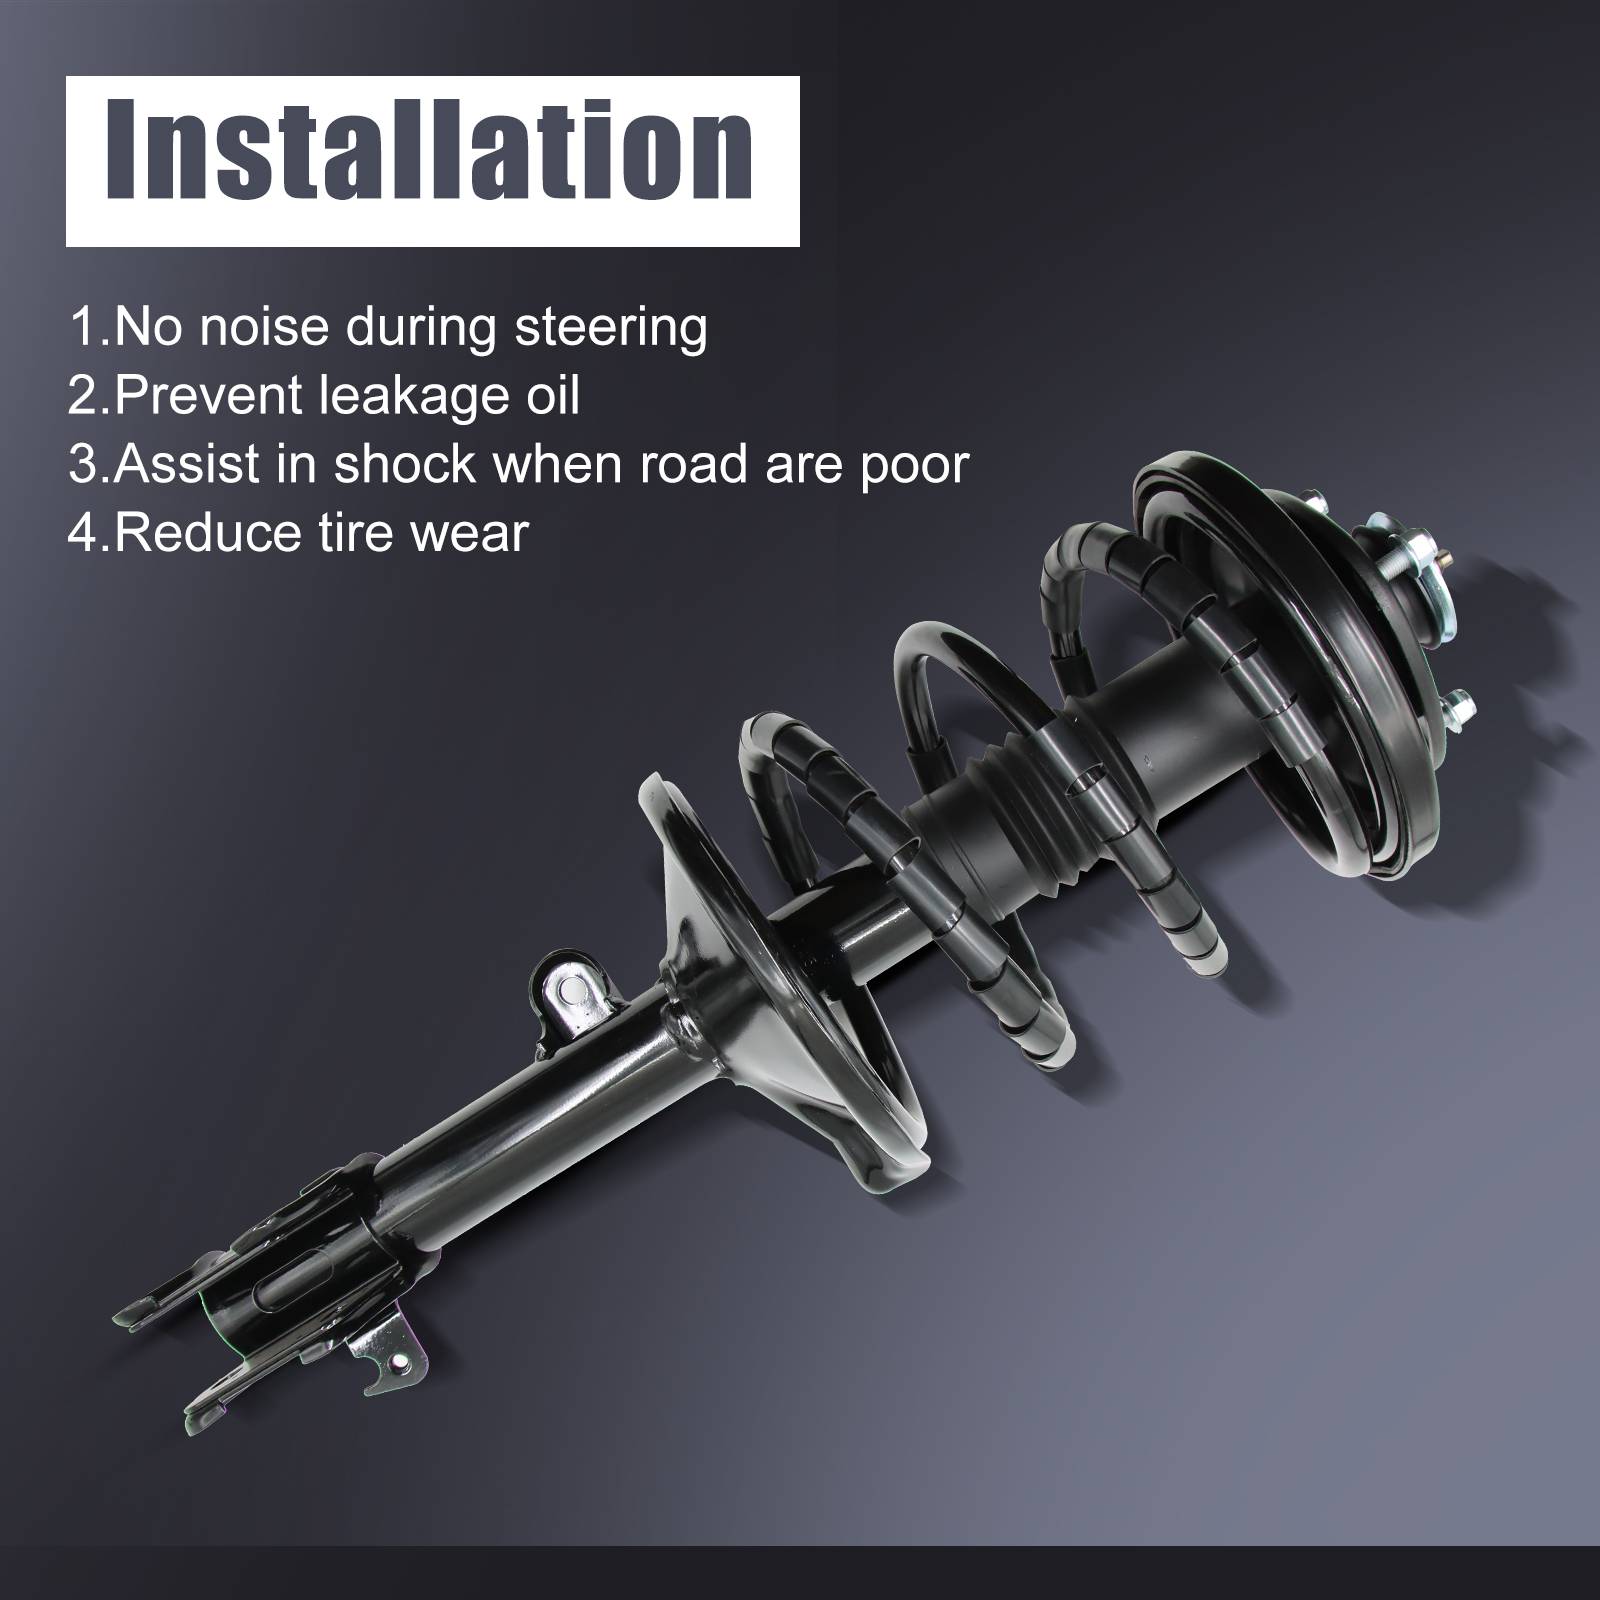 Installation
1.No noise during steering
2.Prevent leakage oil
3.Assist in shock when road are poor
4.Reduce tire wear